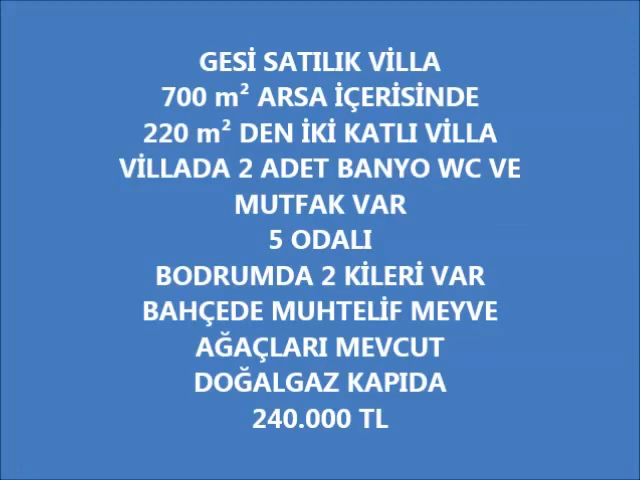 GESİ SATILIK VİLLA
700 m² ARSA İÇERİSİNDE
220 m² DEN İKİ KATLI VİLLA
VİLLADA 2 ADET BANYO WC VE
MUTFAK VAR
5 ODALI
BODRUMDA 2 KİLERİ VAR
BAHÇEDE MUHTELİF MEYVE
AĞAÇLARI MEVCUT
DOĞALGAZ KAPIDA
240.000 TL